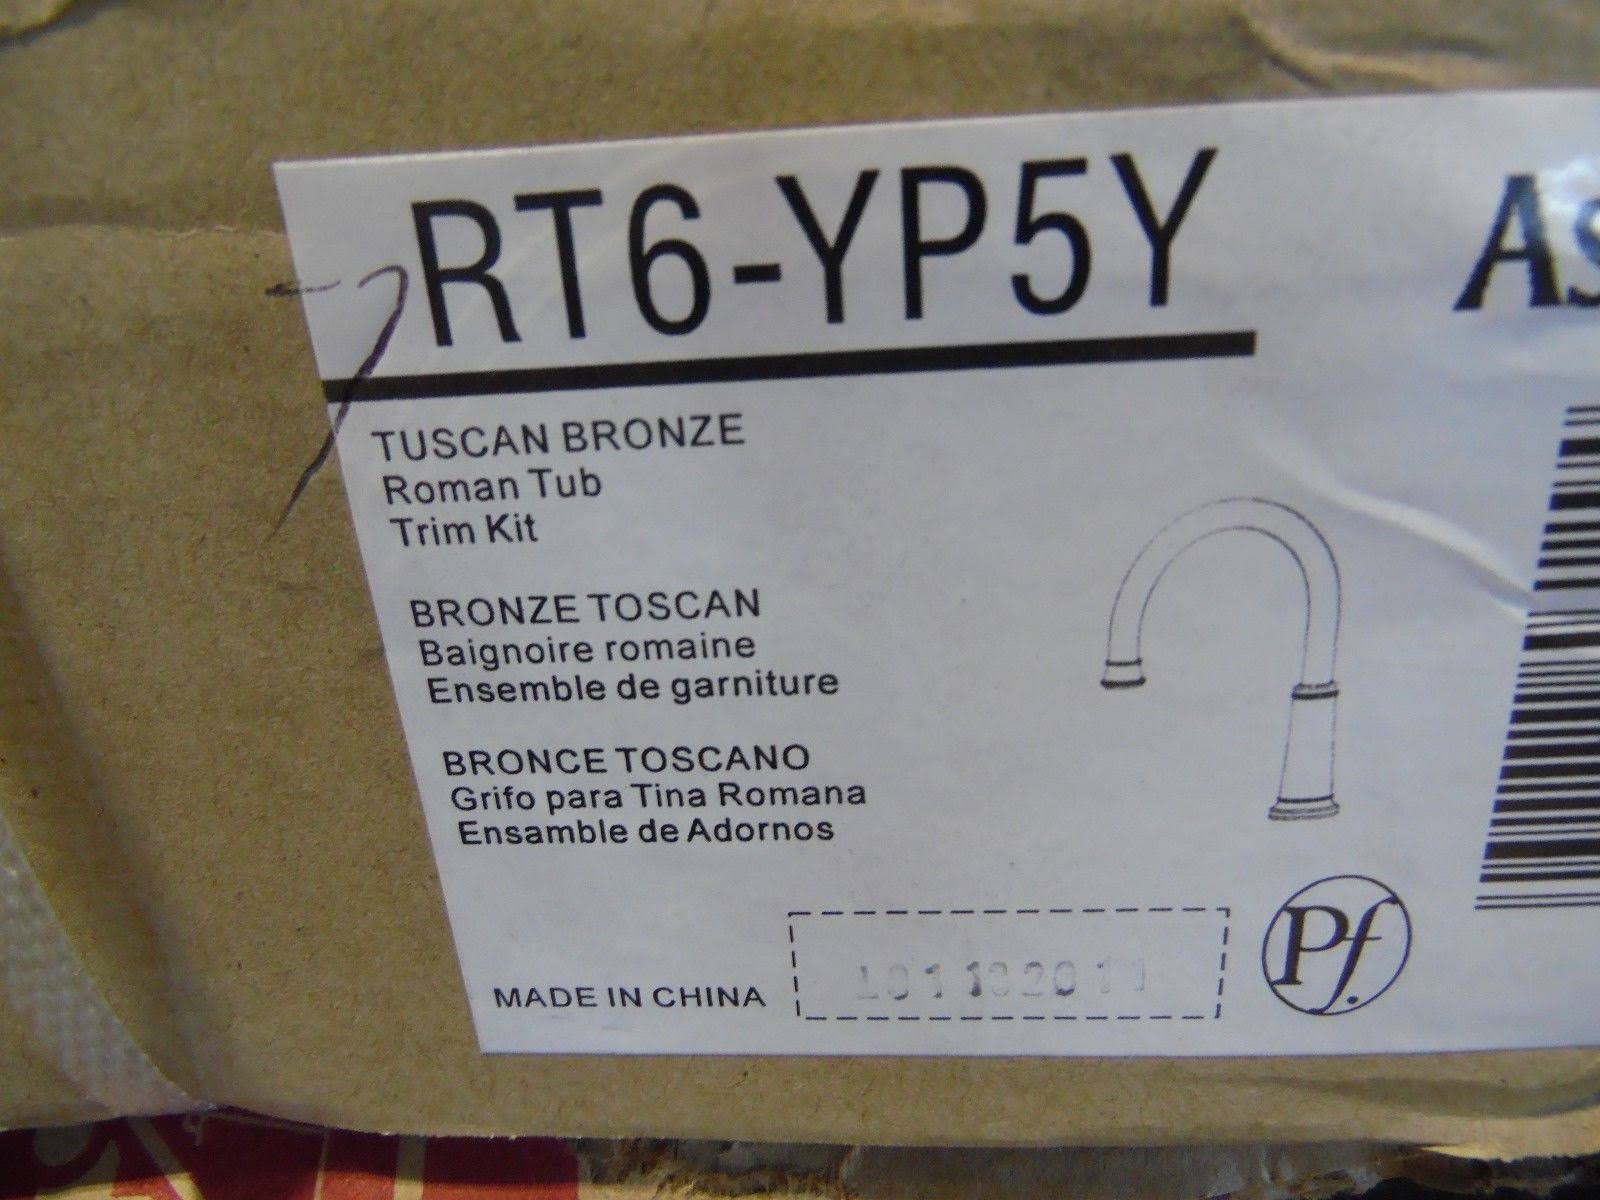 RT6-YP5Y
AS
TUSCAN BRONZE
Roman Tub
Trim Kit
BRONZE TOSCAN
Baignoire romaine
Ensemble de garniture
BRONCE TOSCANO
Grifo para Tina Romana
Ensamble de Adornos
MADE IN CHINA
Pf.